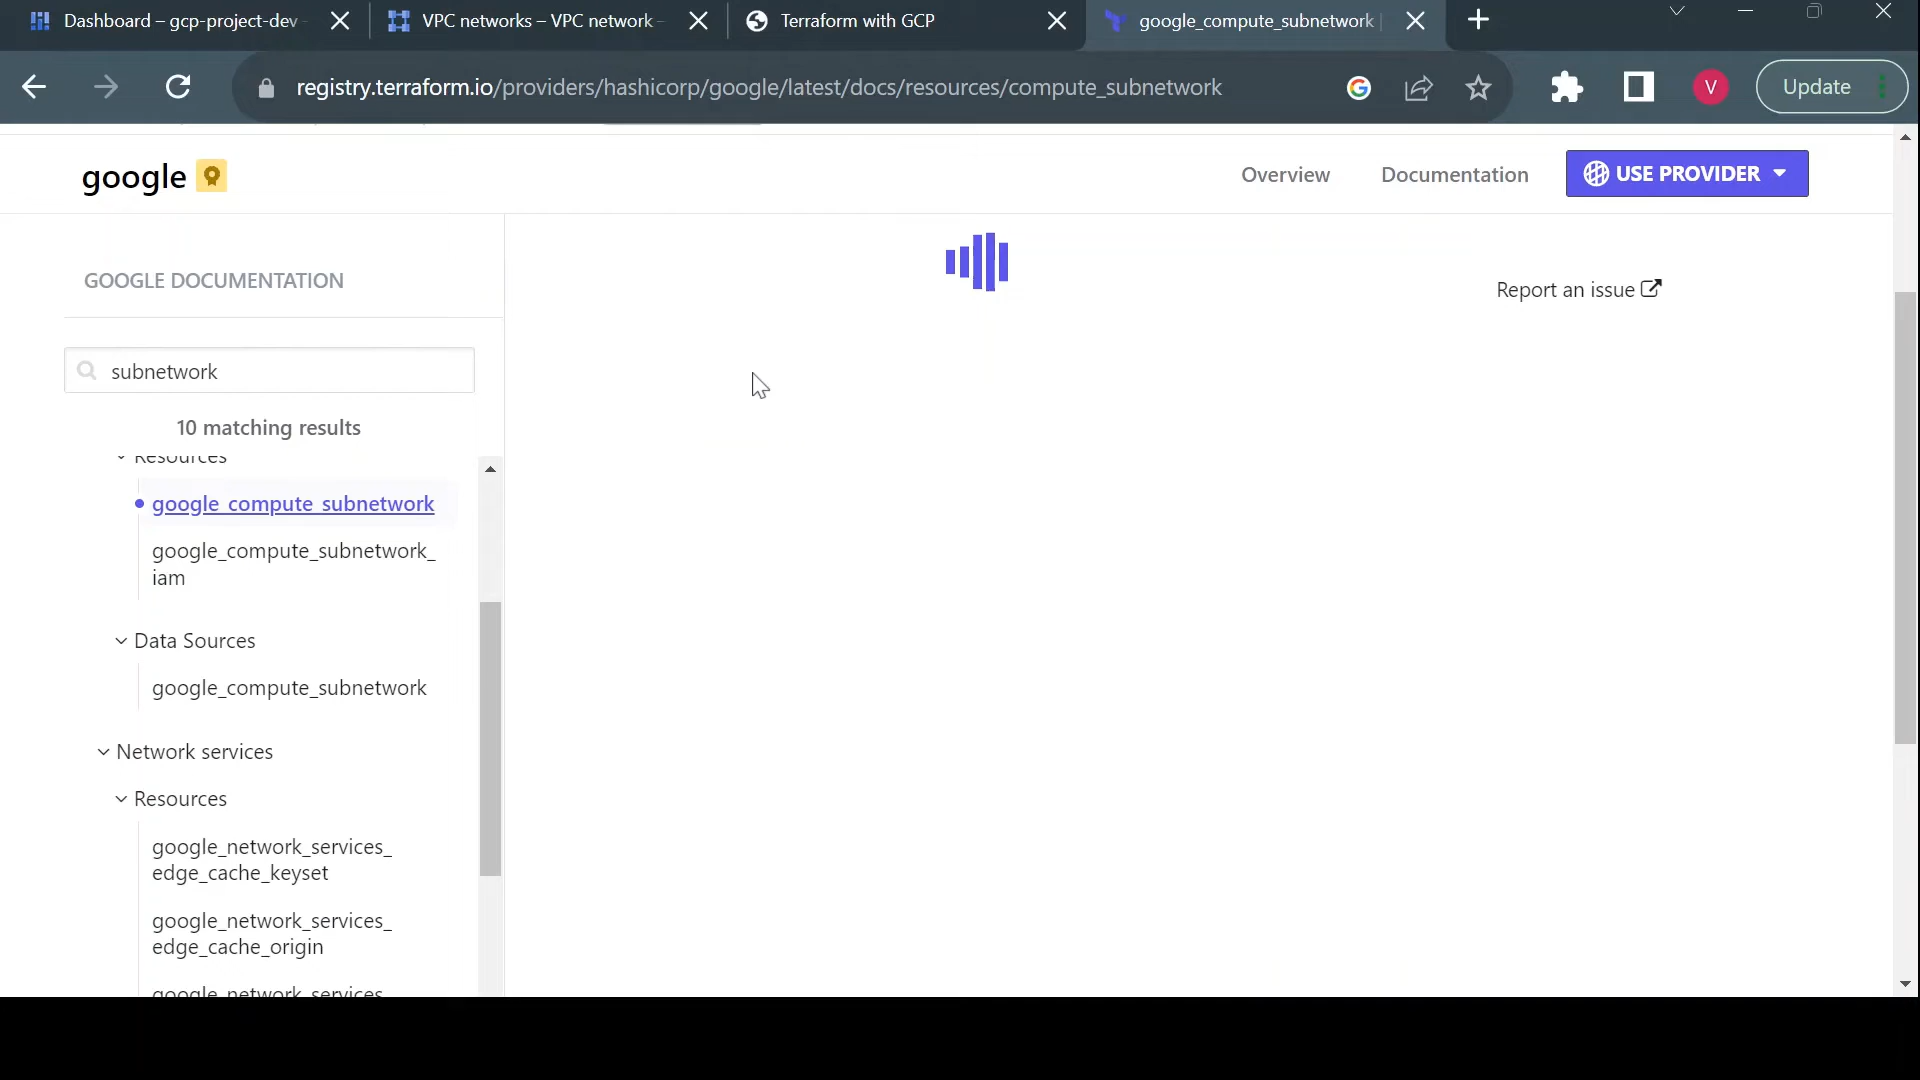 Dashboard – gcp-project-dev
VPC networks – VPC network
Terraform with GCP
google_compute_subnetwork
registry.terraform.io/providers/hashicorp/google/latest/docs/resources/compute_subnetwork
V
Update
google
Overview
Documentation
USE PROVIDER
GOOGLE DOCUMENTATION
Report an issue
subnetwork
10 matching results
Resources
google_compute_subnetwork
google_compute_subnetwork_
iam
Data Sources
google_compute_subnetwork
Network services
Resources
google_network_services_
edge_cache_keyset
google_network_services_
edge_cache_origin
google_network_services_